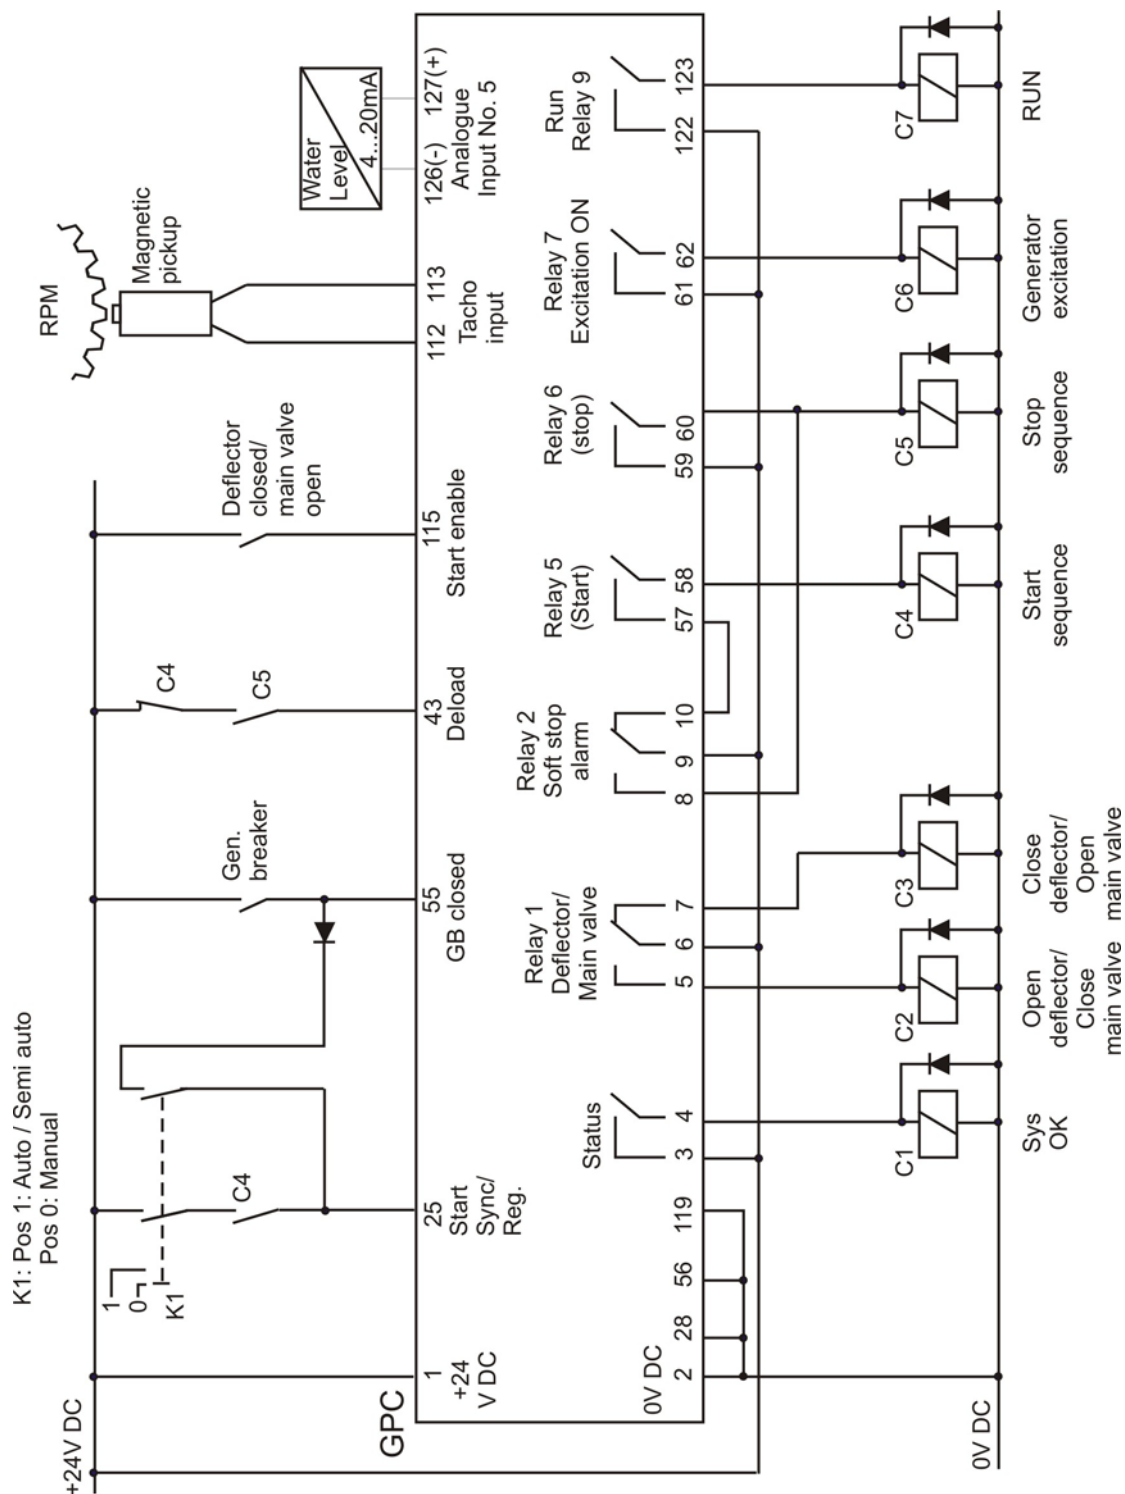 K1: Pos 1: Auto / Semi auto
Pos 0: Manual
+24V DC
1
0
K1
C4
Gen.
breaker
C4
C5
Deflector
closed/
main valve
open
RPM
Magnetic
pickup
Water
Level
4...20mA
GPC
1
+24
V DC
25
Start
Sync/
Reg.
55
GB closed
43
Deload
115
Start enable
112
113
Tacho
input
126(-)
127(+)
Analogue
Input No. 5
0V DC
Status
Relay 1
Deflector/
Main valve
Relay 2
Soft stop
alarm
Relay 5
(Start)
Relay 6
(stop)
Relay 7
Excitation ON
Run
Relay 9
2
28
56
119
3
4
5
6
7
8
9
10
57
58
59
60
61
62
122
123
C1
C2
C3
C4
C5
C6
C7
0V DC
Sys
OK
Open
deflector/
Close
main valve
Close
deflector/
Open
main valve
Start
sequence
Stop
sequence
Generator
excitation
RUN